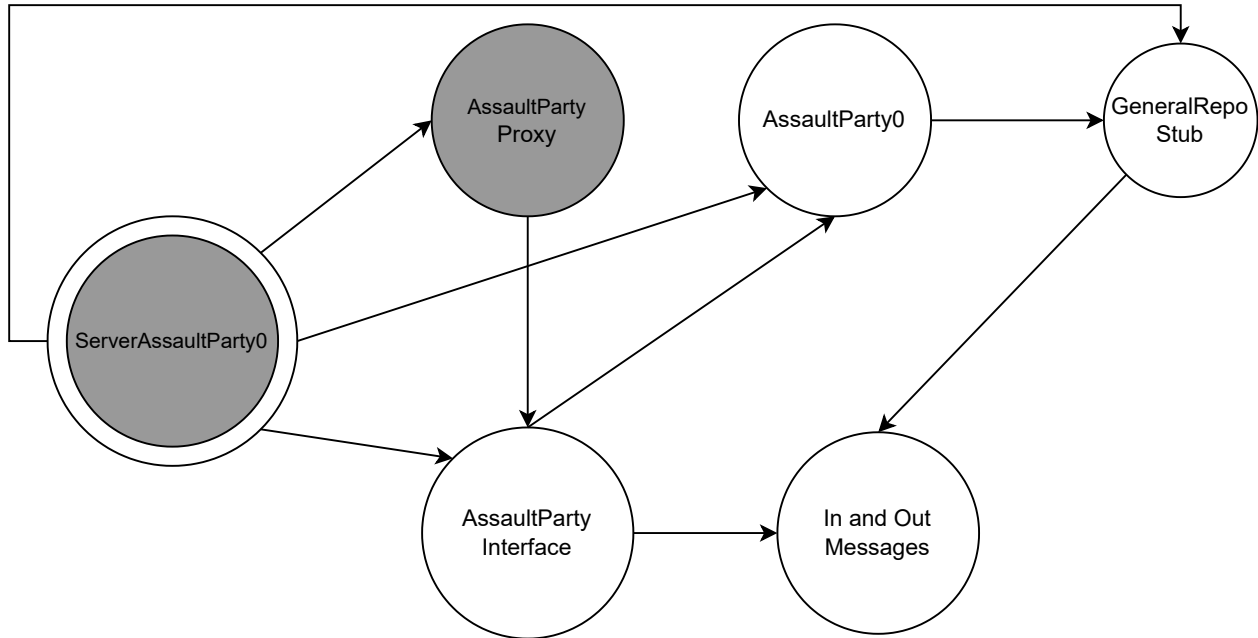 AssaultParty
Proxy
AssaultParty0
GeneralRepo
Stub
ServerAssaultParty0
AssaultParty
Interface
In and Out
Messages